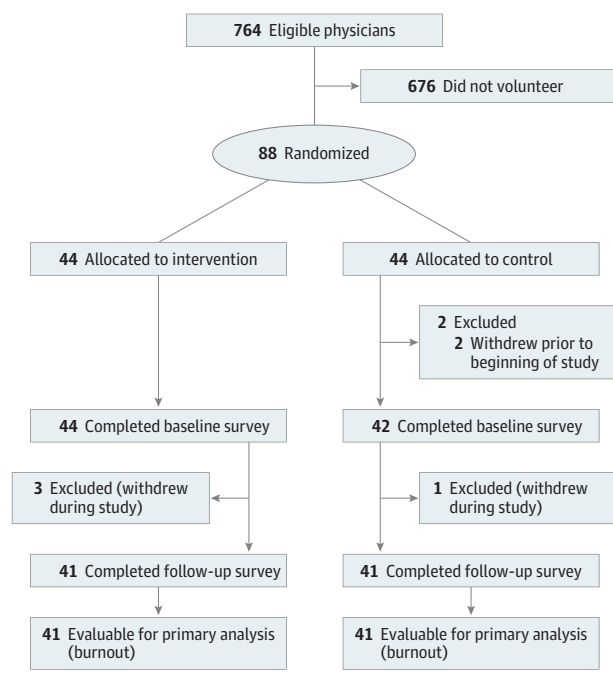 764 Eligible physicians
676 Did not volunteer
88 Randomized
44 Allocated to intervention
44 Allocated to control
2 Excluded
2 Withdrew prior to
beginning of study
44 Completed baseline survey
42 Completed baseline survey
3 Excluded (withdrew
during study)
1 Excluded (withdrew
during study)
41 Completed follow-up survey
41 Completed follow-up survey
41 Evaluable for primary analysis
(burnout)
41 Evaluable for primary analysis
(burnout)